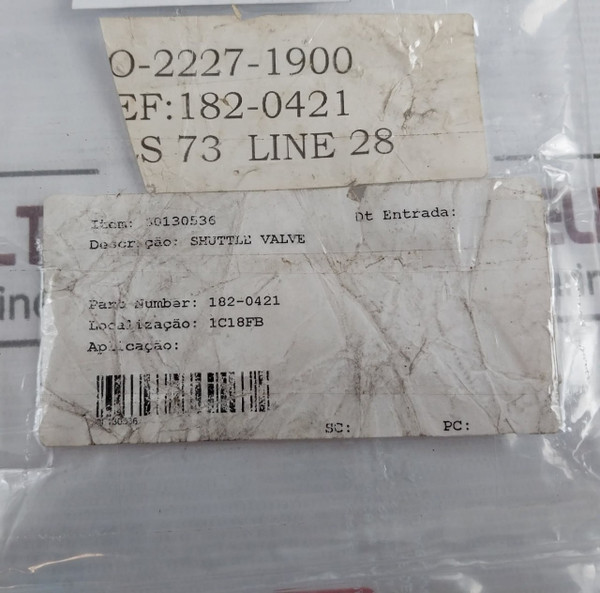 O-2227-1900
EF:182-0421
S 73 LINE 28
Item: 30130536
Dt Entrada:
Descrição: SHUTTLE VALVE
Part Number: 182-0421
Localização: 1C18FB
Aplicação:
SC:
PC: